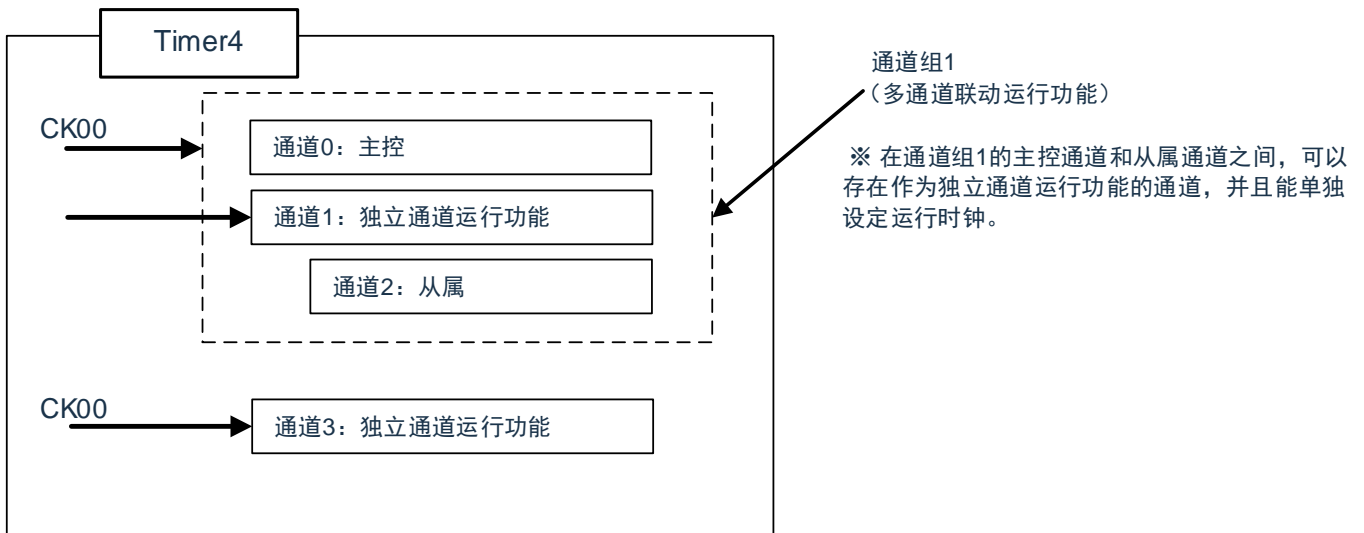 Timer4
通道组1
（多通道联动运行功能）
CK00
通道0：主控
※ 在通道组1的主控通道和从属通道之间，可以
存在作为独立通道运行功能的通道，并且能单独
设定运行时钟。
通道1：独立通道运行功能
通道2：从属
CK00
通道3：独立通道运行功能